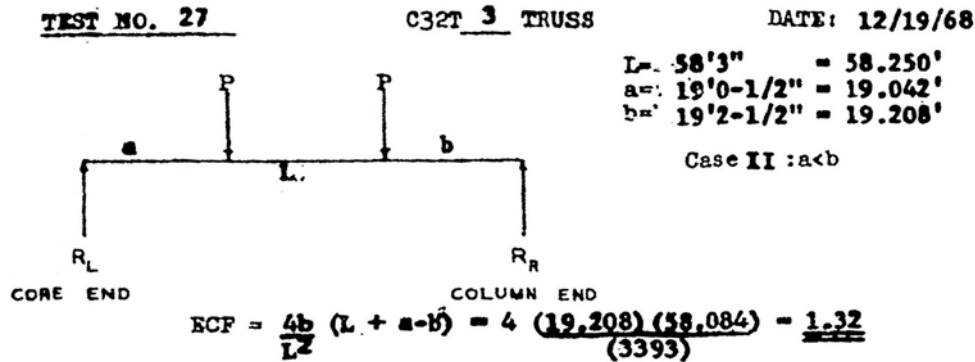 TEST NO. 27 C32T 3 TRUSS DATE: 12/19/68
L= 58'3" = 58.250'
a= 19'0-1/2" = 19.042'
b= 19'2-1/2" = 19.208'
Case II :a<b
P P
a b
L
R_L R_R
CORE END COLUMN END
ECF = 4b/L² (L + a-b) = 4 (19.208)(58.084)/(3393) = 1.32